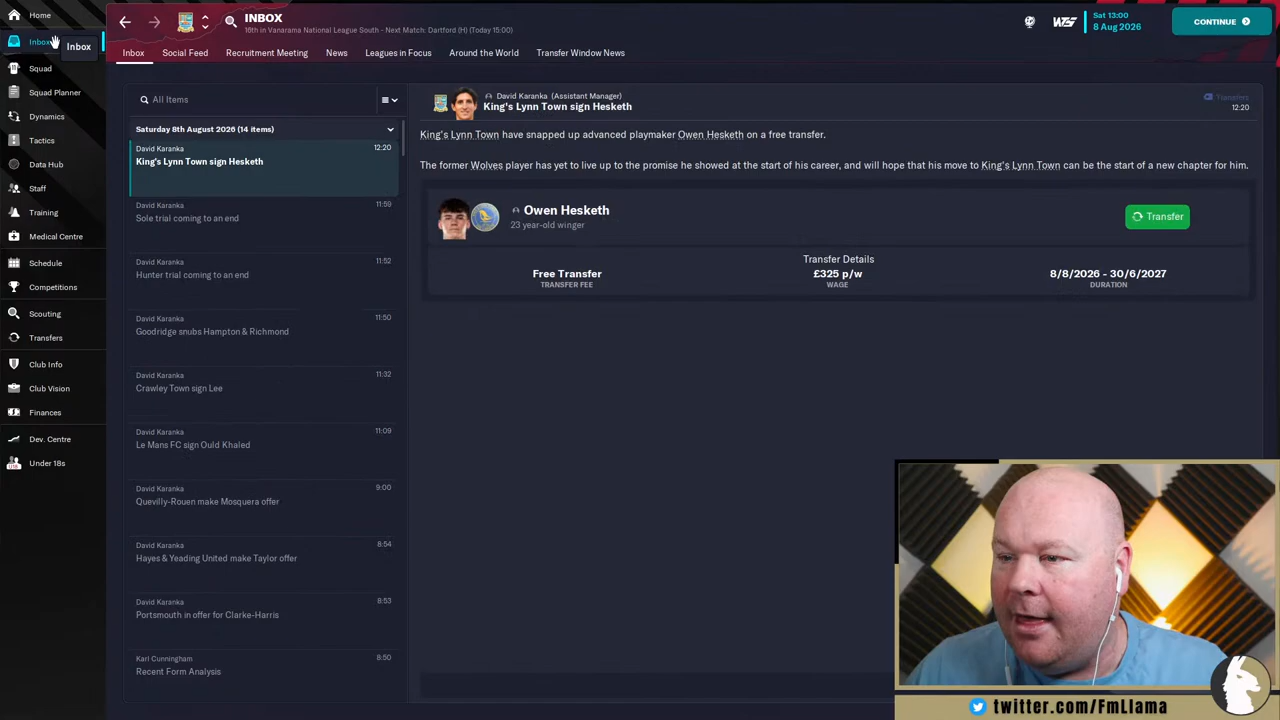 Home
Inbox
Inbox
Squad
Squad Planner
Dynamics
Tactics
Data Hub
Staff
Training
Medical Centre
Schedule
Competitions
Scouting
Transfers
Club Info
Club Vision
Finances
Dev. Centre
U18
Under 18s
INBOX
18th in Vanarama National League South - Next Match: Dartford (H) (Today 15:00)
Sat 13:00
8 Aug 2026
CONTINUE
Inbox
Social Feed
Recruitment Meeting
News
Leagues in Focus
Around the World
Transfer Window News
All Items
Saturday 8th August 2026 (14 items)
David Karanka 12:20
King's Lynn Town sign Hesketh
David Karanka 11:59
Sole trial coming to an end
David Karanka 11:52
Hunter trial coming to an end
David Karanka 11:50
Goodridge snubs Hampton & Richmond
David Karanka 11:32
Crawley Town sign Lee
David Karanka 11:09
Le Mans FC sign Ould Khaled
David Karanka 9:00
Quevilly-Rouen make Mosquera offer
David Karanka 8:54
Hayes & Yeading United make Taylor offer
David Karanka 8:53
Portsmouth in offer for Clarke-Harris
Karl Cunningham 8:50
Recent Form Analysis
David Karanka (Assistant Manager)
King's Lynn Town sign Hesketh
Transfers
12:20
King's Lynn Town have snapped up advanced playmaker Owen Hesketh on a free transfer.
The former Wolves player has yet to live up to the promise he showed at the start of his career, and will hope that his move to King's Lynn Town can be the start of a new chapter for him.
Owen Hesketh
23 year-old winger
Transfer
Transfer Details
Free Transfer
TRANSFER FEE
£325 p/w
WAGE
8/8/2026 - 30/6/2027
DURATION
twitter.com/FmLlama